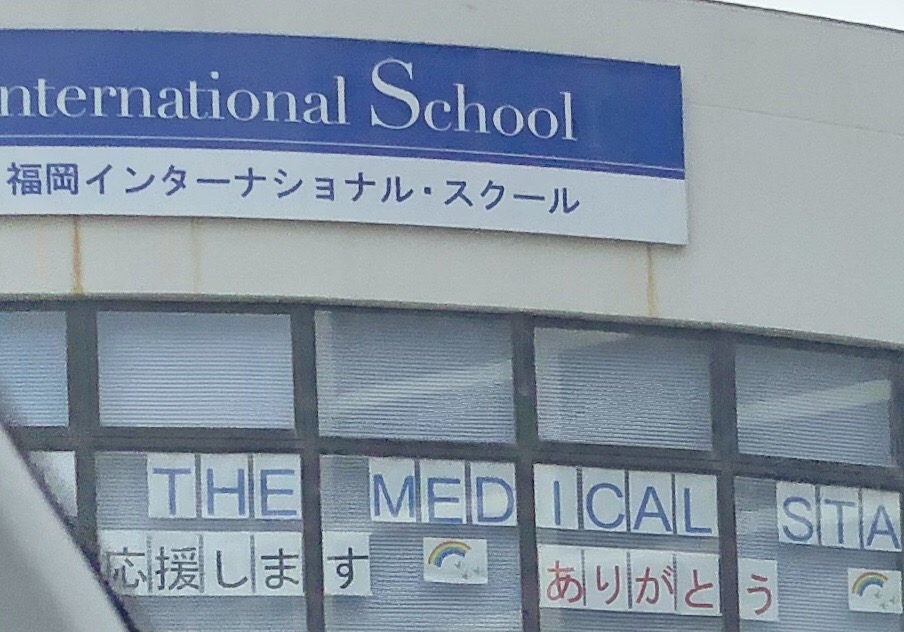 nternational School
福岡インターナショナル・スクール
THE MEDICAL STA
応援します ありがとう